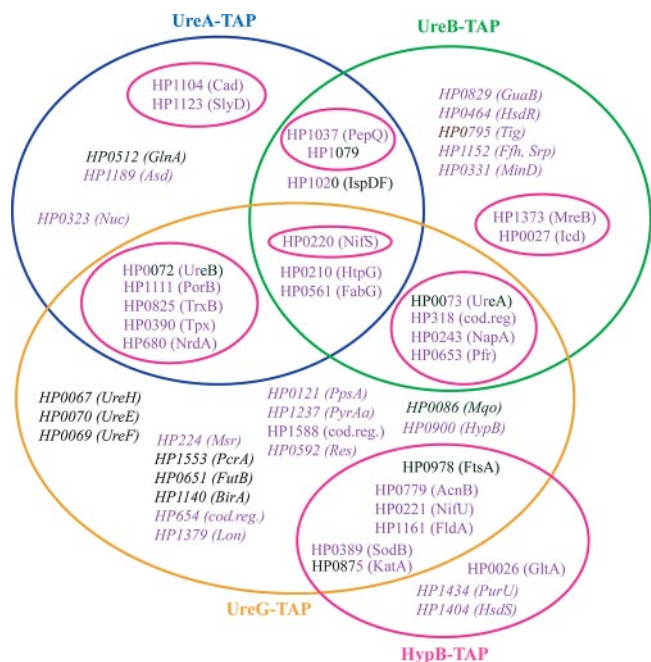 UreA-TAP
UreB-TAP
HP1104 (Cad)
HP1123 (SlyD)
HP0829 (GuaB)
HP0464 (HsdR)
HP0795 (Tig)
HP1152 (Ffh, Srp)
HP0331 (MinD)
HP1037 (PepQ)
HP1079
HP1020 (IspDF)
HP0512 (GlnA)
HP1189 (Asd)
HP0323 (Nuc)
HP1373 (MreB)
HP0027 (Icd)
HP0220 (NifS)
HP0210 (HtpG)
HP0561 (FabG)
HP0072 (UreB)
HP1111 (PorB)
HP0825 (TrxB)
HP0390 (Tpx)
HP680 (NrdA)
HP0073 (UreA)
HP318 (cod.reg)
HP0243 (NapA)
HP0653 (Pfr)
HP0067 (UreH)
HP0070 (UreE)
HP0069 (UreF)
HP0121 (PpsA)
HP1237 (PyrAa)
HP1588 (cod.reg.)
HP0592 (Res)
HP0086 (Mqo)
HP0900 (HypB)
HP224 (Msr)
HP1553 (PcrA)
HP0651 (FutB)
HP1140 (BirA)
HP654 (cod.reg.)
HP1379 (Lon)
HP0978 (FtsA)
HP0779 (AcnB)
HP0221 (NifU)
HP1161 (FldA)
HP0389 (SodB)
HP0875 (KatA)
HP0026 (GltA)
HP1434 (PurU)
HP1404 (HsdS)
UreG-TAP
HypB-TAP